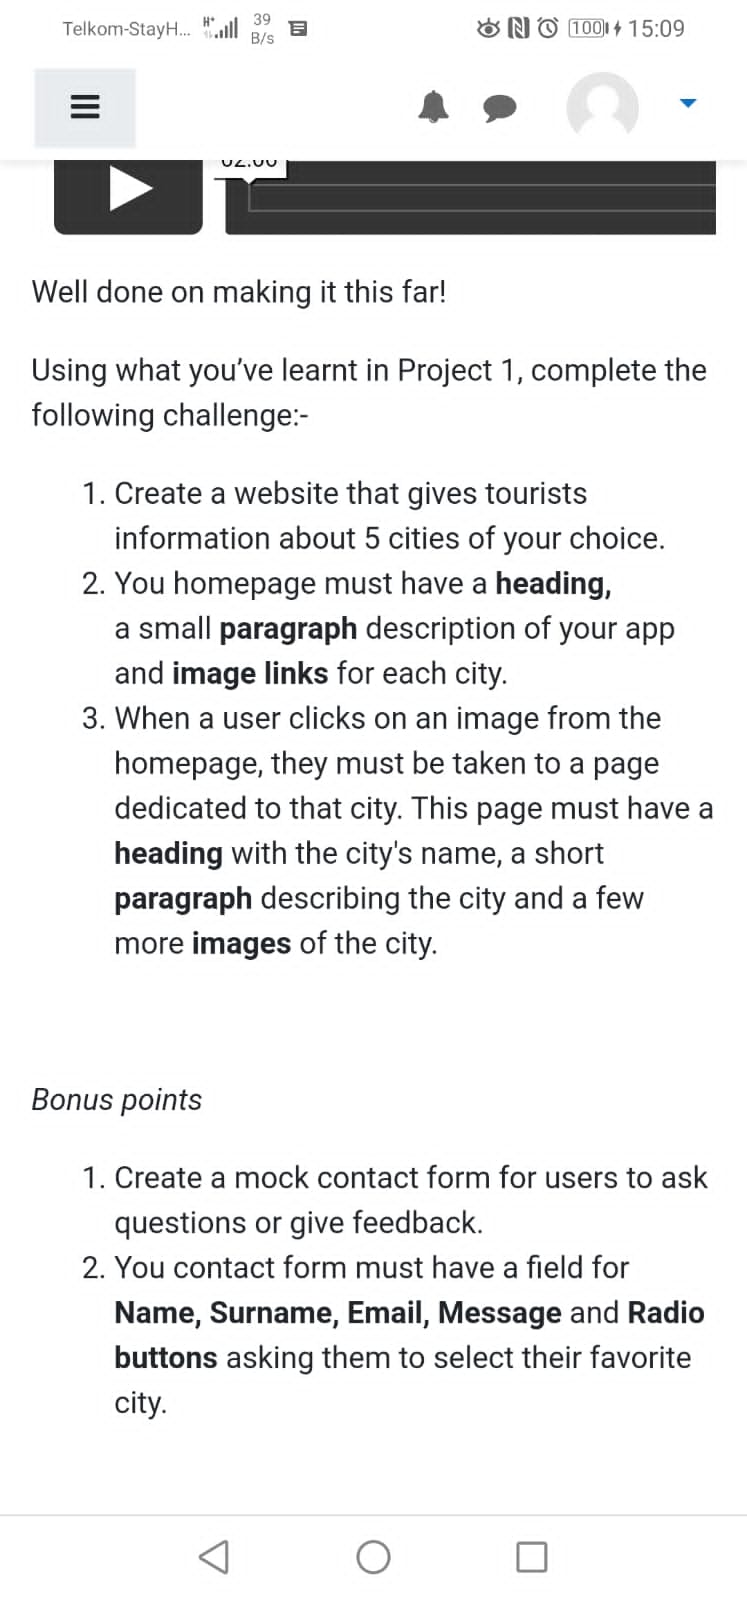 Telkom-StayH... H+ 39 B/s 100 15:09
02:00
Well done on making it this far!
Using what you've learnt in Project 1, complete the
following challenge:-
1. Create a website that gives tourists
information about 5 cities of your choice.
2. You homepage must have a heading,
a small paragraph description of your app
and image links for each city.
3. When a user clicks on an image from the
homepage, they must be taken to a page
dedicated to that city. This page must have a
heading with the city's name, a short
paragraph describing the city and a few
more images of the city.
Bonus points
1. Create a mock contact form for users to ask
questions or give feedback.
2. You contact form must have a field for
Name, Surname, Email, Message and Radio
buttons asking them to select their favorite
city.